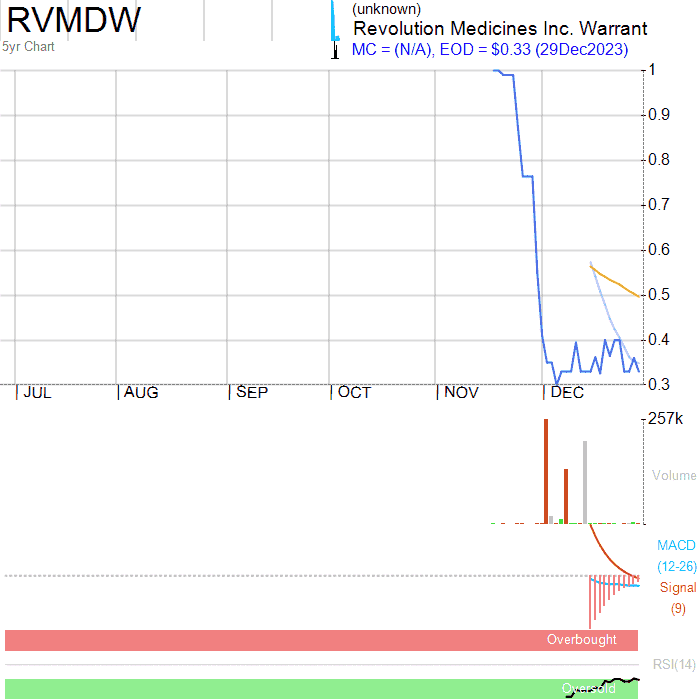 RVMDW
5yr Chart
(unknown)
Revolution Medicines Inc. Warrant
MC = (N/A), EOD = $0.33 (29Dec2023)
1
0.9
0.8
0.7
0.6
0.5
0.4
0.3
JUL AUG SEP OCT NOV DEC
257k
Volume
MACD
(12-26)
Signal
(9)
Overbought
RSI(14)
Oversold